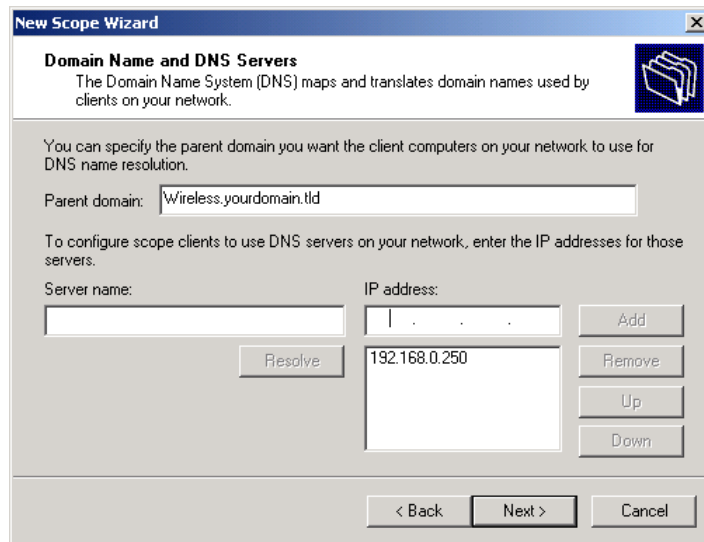 New Scope Wizard
Domain Name and DNS Servers
The Domain Name System (DNS) maps and translates domain names used by
clients on your network.
You can specify the parent domain you want the client computers on your network to use for
DNS name resolution.
Parent domain: Wireless.yourdomain.tld
To configure scope clients to use DNS servers on your network, enter the IP addresses for those
servers.
Server name: IP address:
. . . Add
Resolve 192.168.0.250 Remove
Up
Down
< Back Next > Cancel